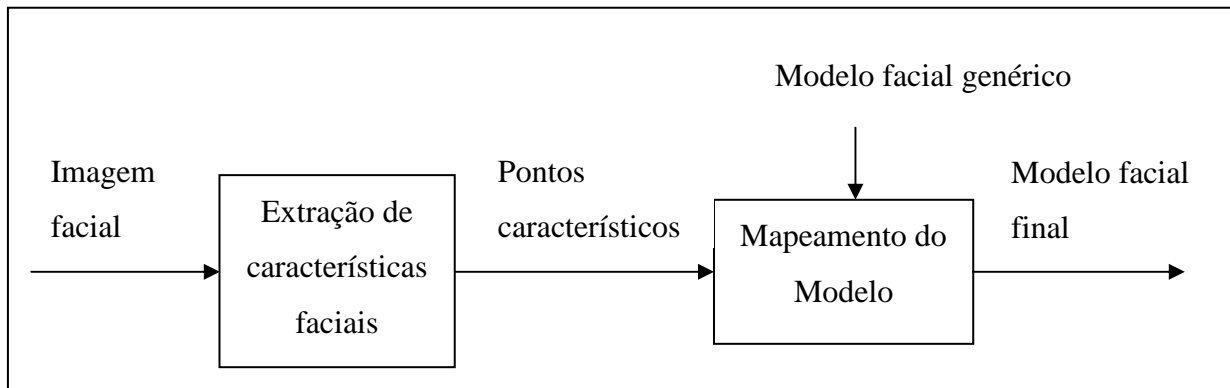 Modelo facial genérico
Imagem
facial
Extração de
características
faciais
Pontos
característicos
Mapeamento do
Modelo
Modelo facial
final